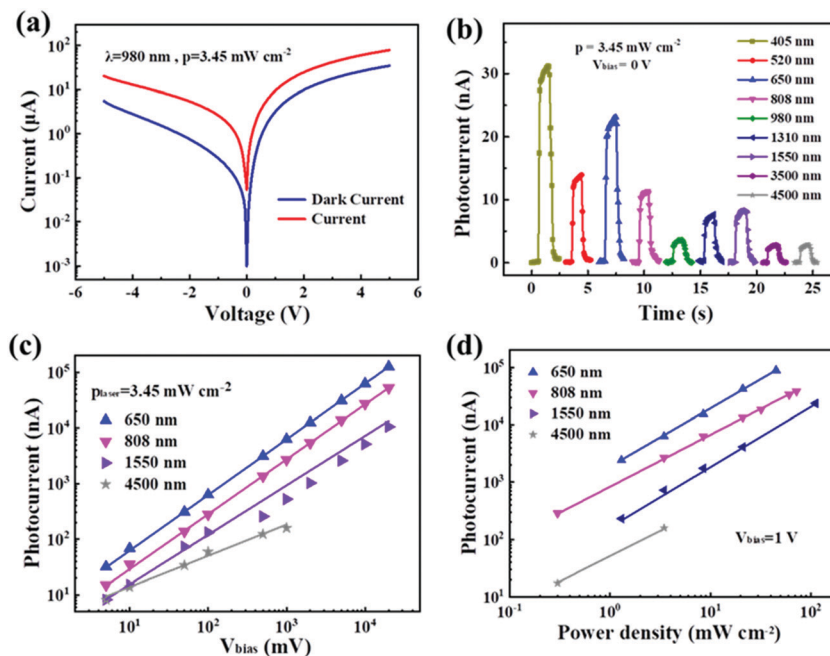 (a)
λ=980 nm , p=3.45 mW cm-2
Current (μA)
10²
10¹
10⁰
10⁻¹
10⁻²
10⁻³
Dark Current
Current
-6
-4
-2
0
2
4
6
Voltage (V)
(b)
p = 3.45 mW cm-2
Vbias= 0 V
Photocurrent (nA)
30
20
10
0
405 nm
520 nm
650 nm
808 nm
980 nm
1310 nm
1550 nm
3500 nm
4500 nm
0
5
10
15
20
25
Time (s)
(c)
plaser=3.45 mW cm-2
Photocurrent (nA)
10⁵
10⁴
10³
10²
10¹
650 nm
808 nm
1550 nm
4500 nm
10¹
10²
10³
10⁴
Vbias (mV)
(d)
Photocurrent (nA)
10⁵
10⁴
10³
10²
10¹
650 nm
808 nm
1550 nm
4500 nm
Vbias=1 V
10⁻¹
10⁰
10¹
10²
Power density (mW cm-2)